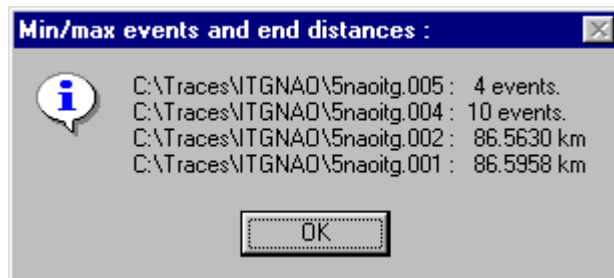 Min/max events and end distances :
C:\Traces\ITGNAO\5naoitg.005 : 4 events.
C:\Traces\ITGNAO\5naoitg.004 : 10 events.
C:\Traces\ITGNAO\5naoitg.002 : 86.5630 km
C:\Traces\ITGNAO\5naoitg.001 : 86.5958 km
OK